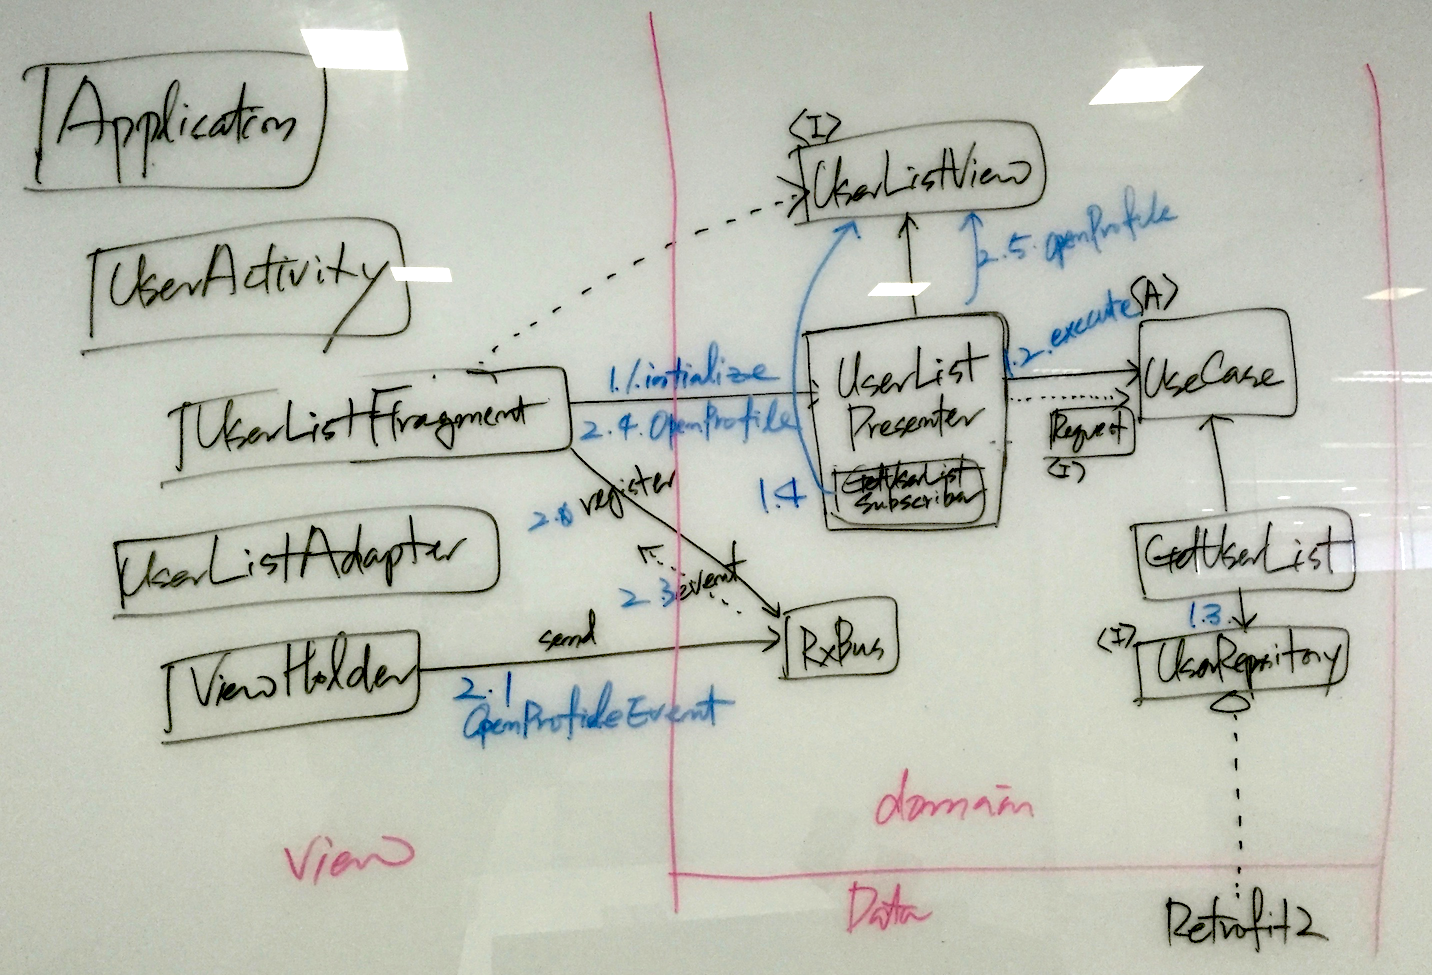 Application
<I>
UserListView
UserActivity
2.5. openProfile
<A>
1.2. execute
UseCase
UserList
Presenter
1.1. initialize
UserListFragment
2.4. OpenProfile
Request
<I>
GetUserList
Subscriber
1.4
register
UserListAdapter
GetUserList
2.3 event
1.3.
send
RxBus
<I>
UserRepository
ViewHolder
2.1
OpenProfileEvent
domain
view
Data
Retrofit2